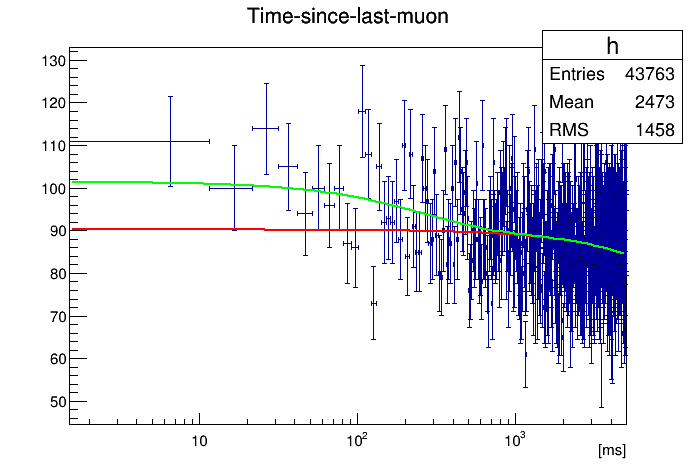 Time-since-last-muon
h
Entries 43763
Mean 2473
RMS 1458
130
120
110
100
90
80
70
60
50
10
10²
10³
[ms]